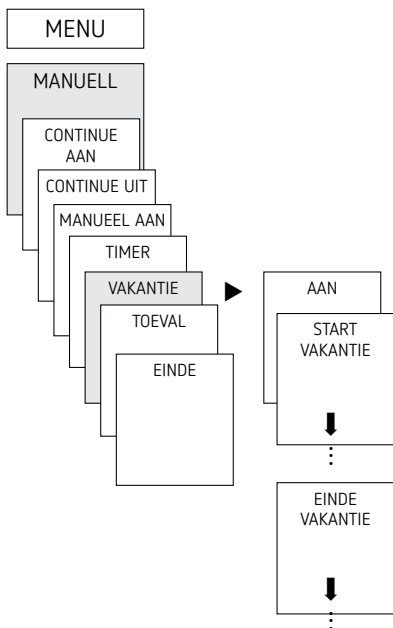 MENU
MANUELL
CONTINUE
AAN
CONTINUE UIT
MANUEEL AAN
TIMER
VAKANTIE
TOEVAL
EINDE
AAN
START
VAKANTIE
EINDE
VAKANTIE